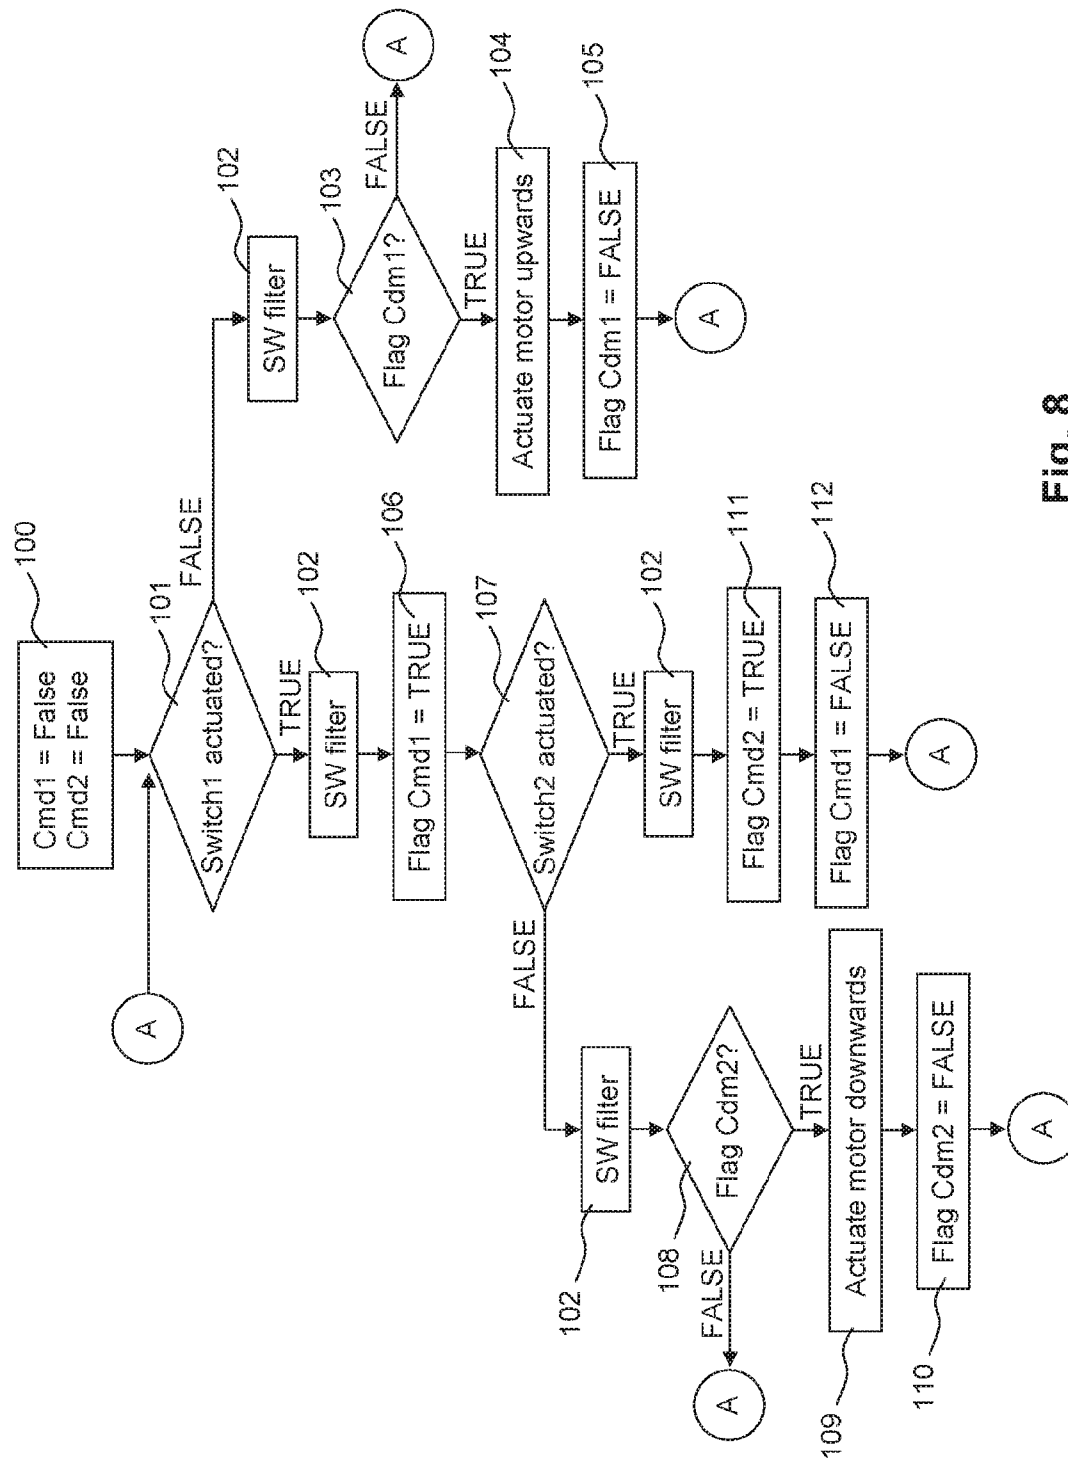 100
Cmd1 = False
Cmd2 = False
A
101
Switch1 actuated?
FALSE
102
SW filter
103
Flag Cdm1?
FALSE
A
TRUE
104
Actuate motor upwards
105
Flag Cdm1 = FALSE
A
TRUE
102
SW filter
106
Flag Cmd1 = TRUE
107
Switch2 actuated?
TRUE
102
SW filter
111
Flag Cmd2 = TRUE
112
Flag Cmd1 = FALSE
A
FALSE
SW filter
102
Flag Cdm2?
108
FALSE
A
TRUE
Actuate motor downwards
109
Flag Cdm2 = FALSE
110
A
Fig. 8